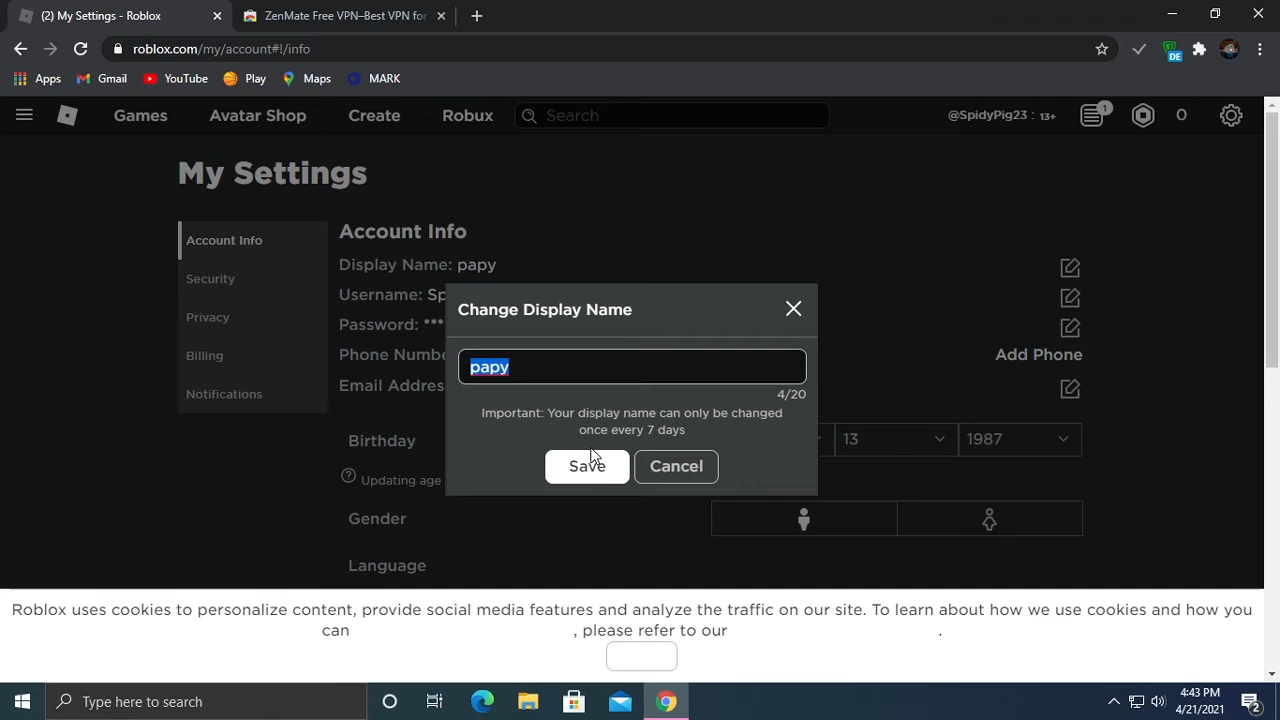 (2) My Settings - Roblox
ZenMate Free VPN–Best VPN for
roblox.com/my/account#!/info
DE
Apps
Gmail
YouTube
Play
Maps
MARK
Games
Avatar Shop
Create
Robux
Search
@SpidyPig23 : 13+
1
0
My Settings
Account Info
Security
Privacy
Billing
Notifications
Account Info
Display Name: papy
Username: Sp
Password: ***
Phone Numbe
Add Phone
Email Addres
Change Display Name
papy
4/20
Important: Your display name can only be changed
once every 7 days
Save
Cancel
Birthday
13
1987
Updating age
Gender
Language
Roblox uses cookies to personalize content, provide social media features and analyze the traffic on our site. To learn about how we use cookies and how you
can , please refer to our .
Type here to search
4:43 PM
4/21/2021
2